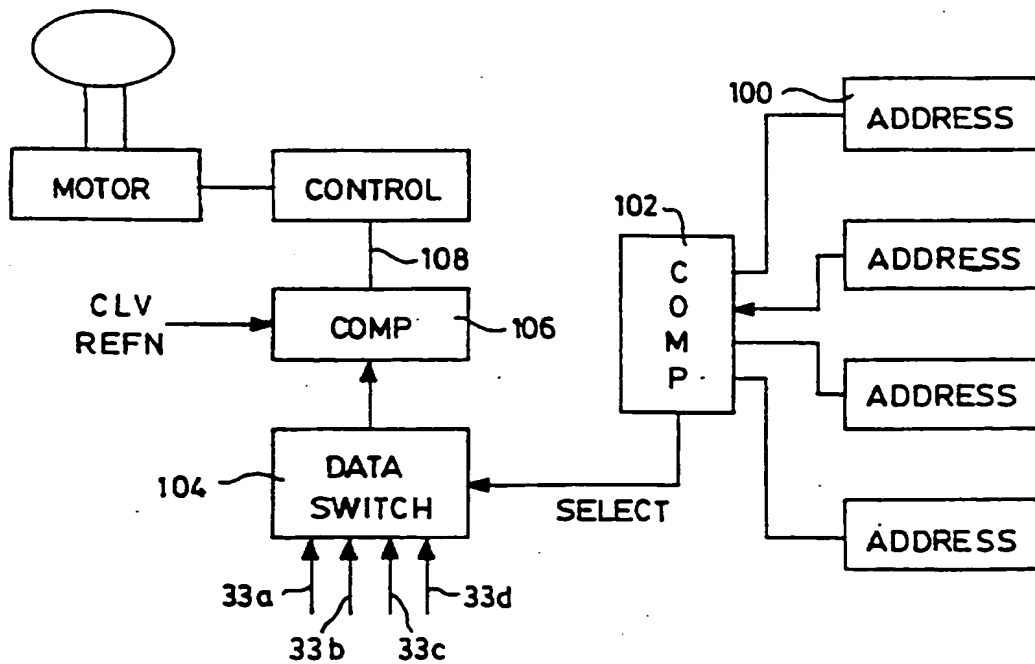 100
ADDRESS
MOTOR
CONTROL
102
108
COMP
ADDRESS
CLV
REFN
COMP
106
ADDRESS
104
DATA
SWITCH
SELECT
ADDRESS
33a
33b
33c
33d